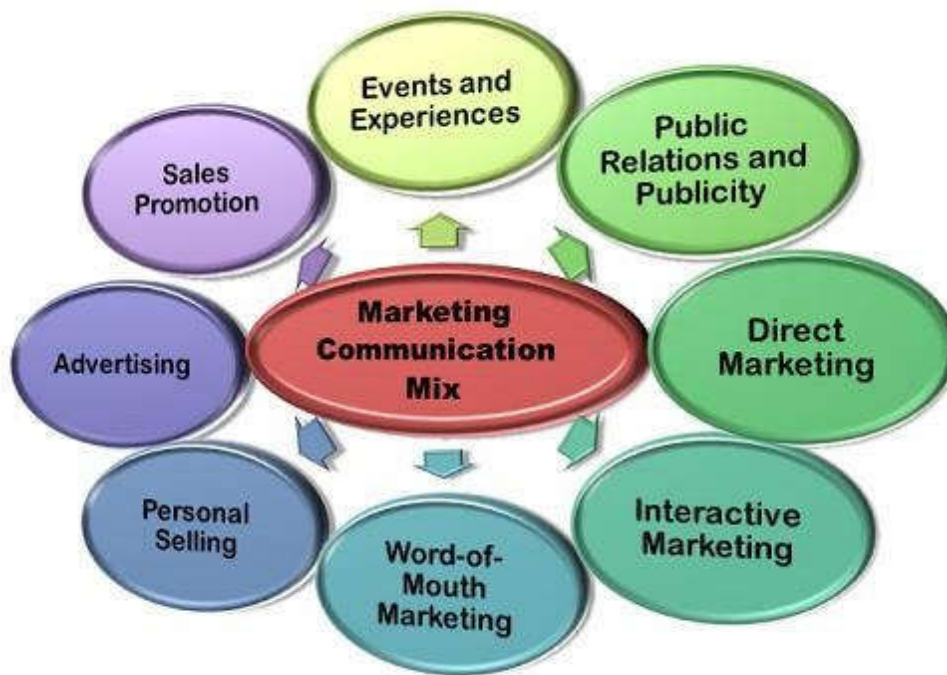 Events and
Experiences
Public
Relations and
Publicity
Sales
Promotion
Marketing
Communication
Mix
Direct
Marketing
Advertising
Personal
Selling
Interactive
Marketing
Word-of-
Mouth
Marketing